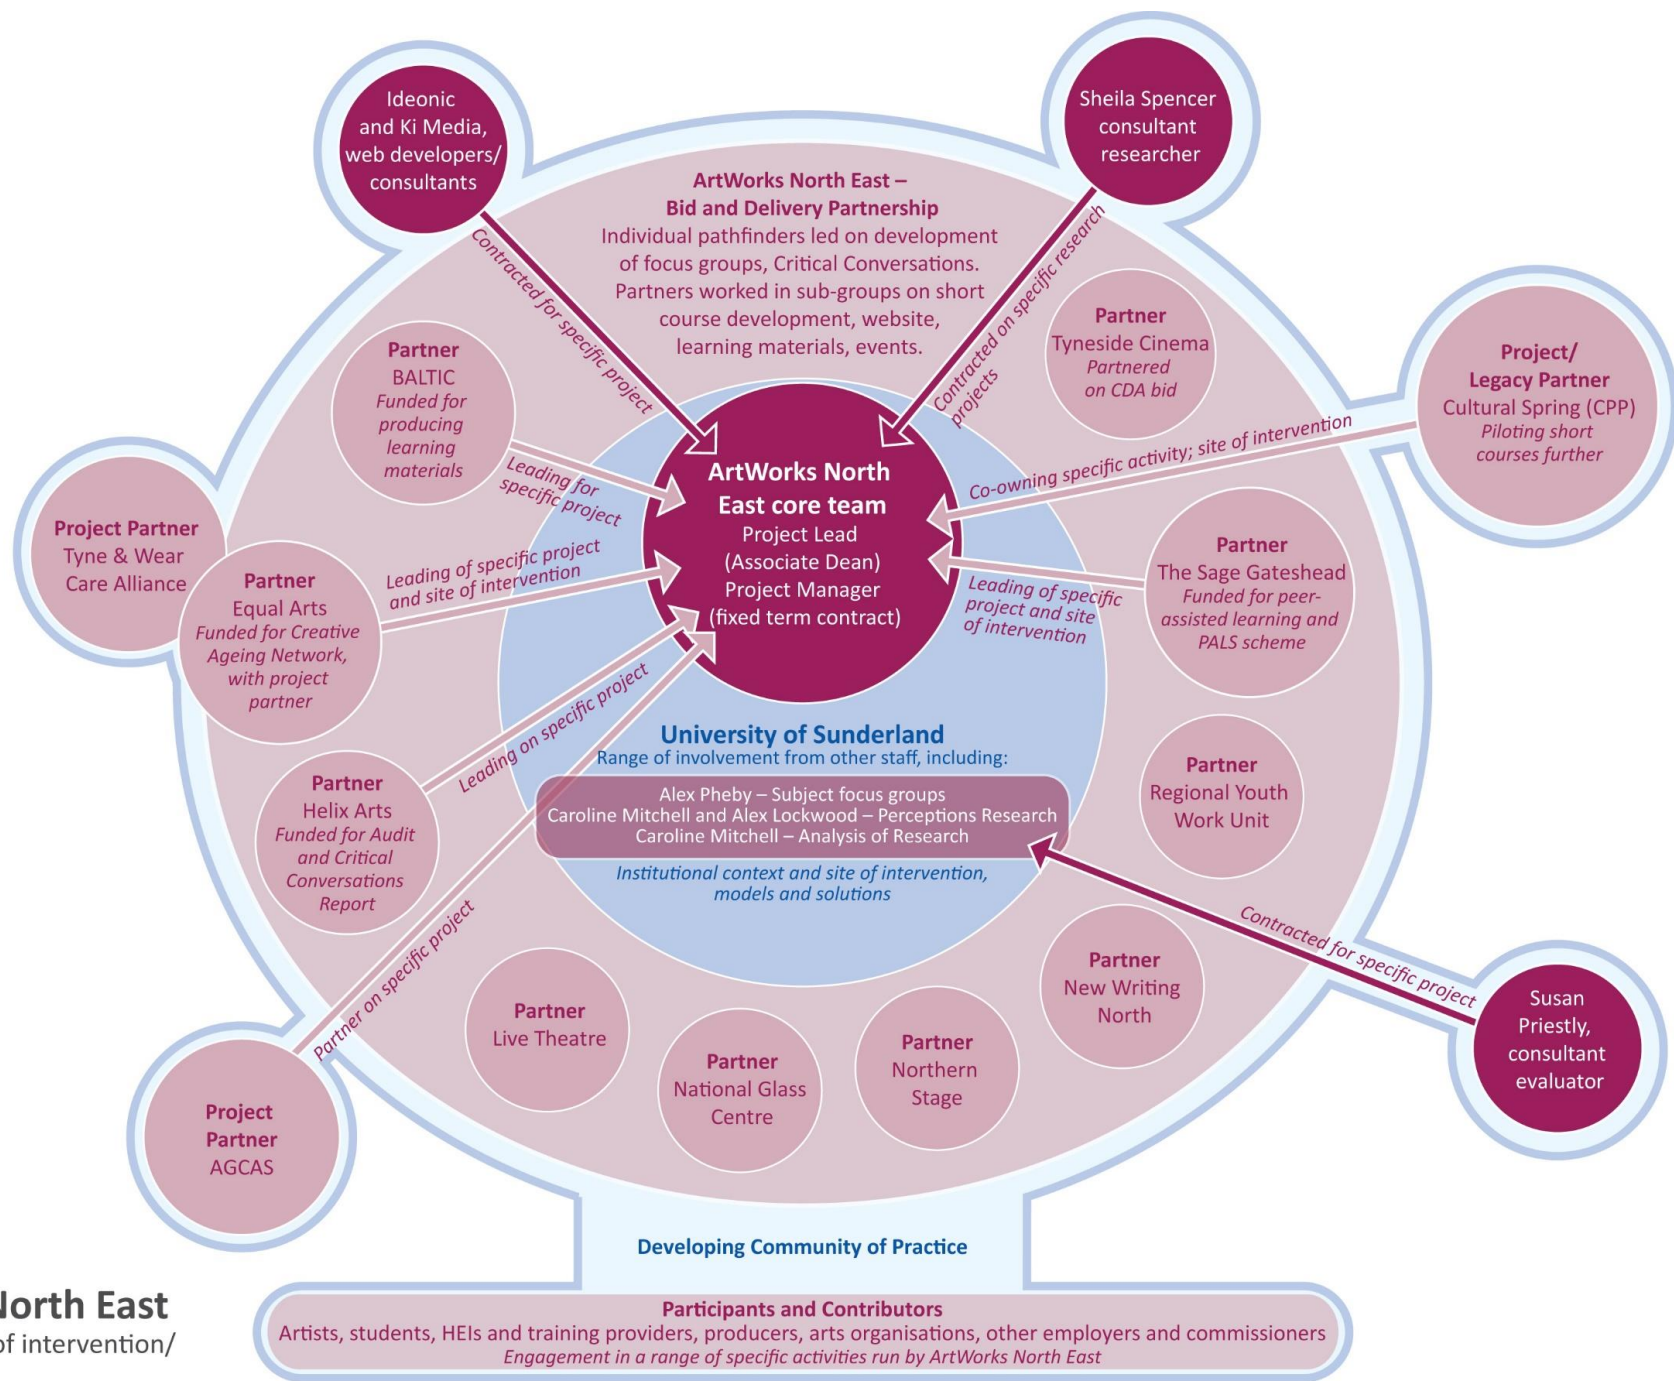 Ideonic
and Ki Media,
web developers/
consultants
Sheila Spencer
consultant
researcher
ArtWorks North East –
Bid and Delivery Partnership
Individual pathfinders led on development
of focus groups, Critical Conversations.
Partners worked in sub-groups on short
course development, website,
learning materials, events.
Contracted for specific project
Contracted on specific research
projects
Partner
Tyneside Cinema
Partnered
on CDA bid
Project/
Legacy Partner
Cultural Spring (CPP)
Piloting short
courses further
Partner
BALTIC
Funded for
producing
learning
materials
Leading for
specific project
Co-owning specific activity; site of intervention
ArtWorks North
East core team
Project Lead
(Associate Dean)
Project Manager
(fixed term contract)
Project Partner
Tyne & Wear
Care Alliance
Partner
Equal Arts
Funded for Creative
Ageing Network,
with project
partner
Leading of specific project
and site of intervention
Leading of specific
project and site
of intervention
Partner
The Sage Gateshead
Funded for peer-
assisted learning and
PALS scheme
Partner
Helix Arts
Funded for Audit
and Critical
Conversations
Report
Leading on specific project
University of Sunderland
Range of involvement from other staff, including:
Alex Pheby – Subject focus groups
Caroline Mitchell and Alex Lockwood – Perceptions Research
Caroline Mitchell – Analysis of Research
Institutional context and site of intervention,
models and solutions
Partner
Regional Youth
Work Unit
Partner on specific project
Contracted for specific project
Partner
Live Theatre
Partner
National Glass
Centre
Partner
Northern
Stage
Partner
New Writing
North
Susan
Priestly,
consultant
evaluator
Project
Partner
AGCAS
Developing Community of Practice
North East
of intervention/
Participants and Contributors
Artists, students, HEIs and training providers, producers, arts organisations, other employers and commissioners
Engagement in a range of specific activities run by ArtWorks North East